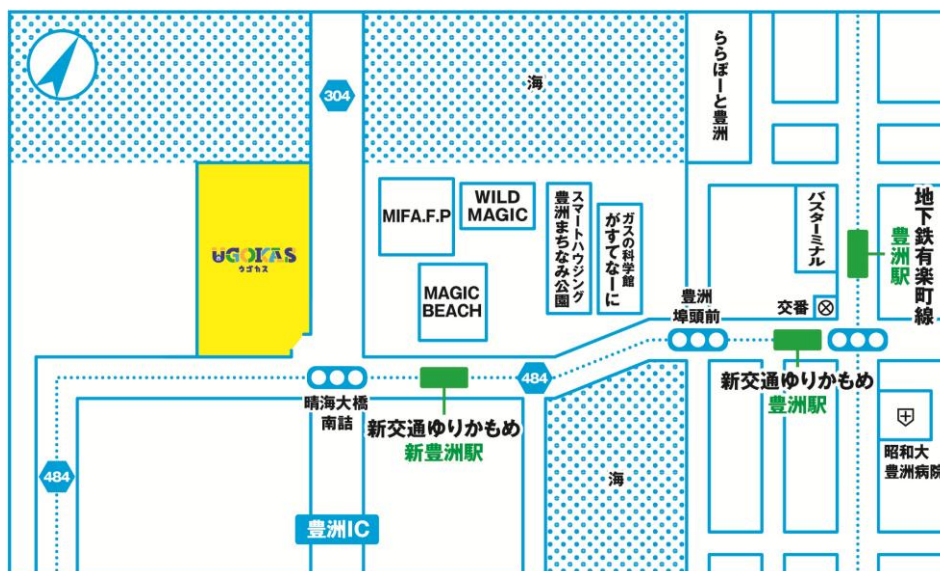 304
海
ららぽーと豊洲
UGOKAS
ウゴカス
MIFA.F.P
WILD
MAGIC
MAGIC
BEACH
スマートハウジング
豊洲まちなみ公園
ガスの科学館
がすてなーに
バスターミナル
地下鉄有楽町線
豊洲駅
豊洲
埠頭前
交番
新交通ゆりかもめ
豊洲駅
晴海大橋
南詰
新交通ゆりかもめ
新豊洲駅
484
昭和大
豊洲病院
484
海
豊洲IC